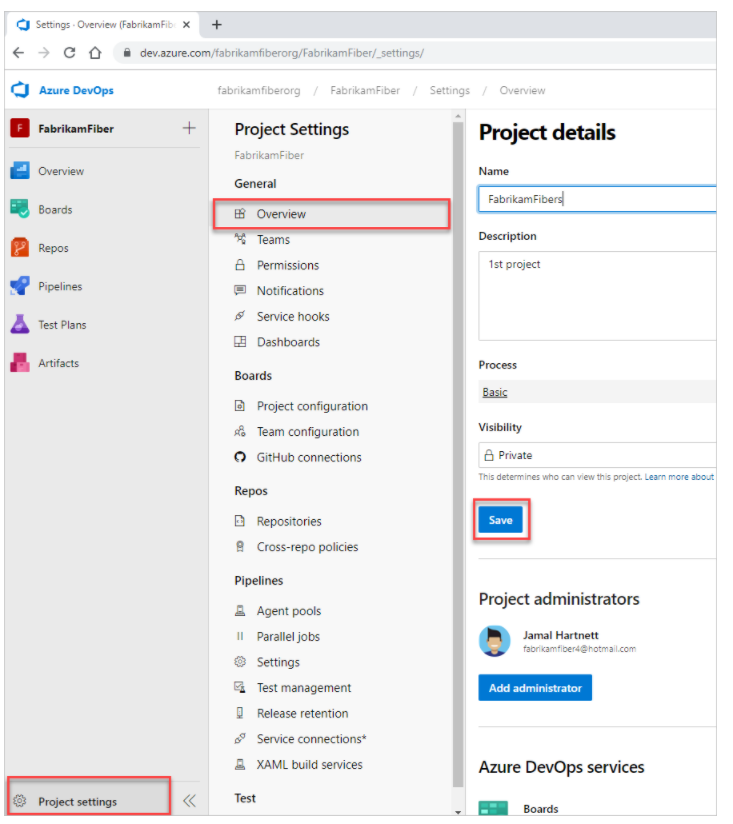 Settings · Overview (FabrikamFib
dev.azure.com/fabrikamfiberorg/FabrikamFiber/_settings/
Azure DevOps
fabrikamfiberorg / FabrikamFiber / Settings / Overview
F FabrikamFiber
Overview
Boards
Repos
Pipelines
Test Plans
Artifacts
Project settings
Project Settings
FabrikamFiber
General
Overview
Teams
Permissions
Notifications
Service hooks
Dashboards
Boards
Project configuration
Team configuration
GitHub connections
Repos
Repositories
Cross-repo policies
Pipelines
Agent pools
Parallel jobs
Settings
Test management
Release retention
Service connections*
XAML build services
Test
Project details
Name
FabrikamFibers
Description
1st project
Process
Basic
Visibility
Private
This determines who can view this project. Learn more about
Save
Project administrators
Jamal Hartnett
fabrikamfiber4@hotmail.com
Add administrator
Azure DevOps services
Boards